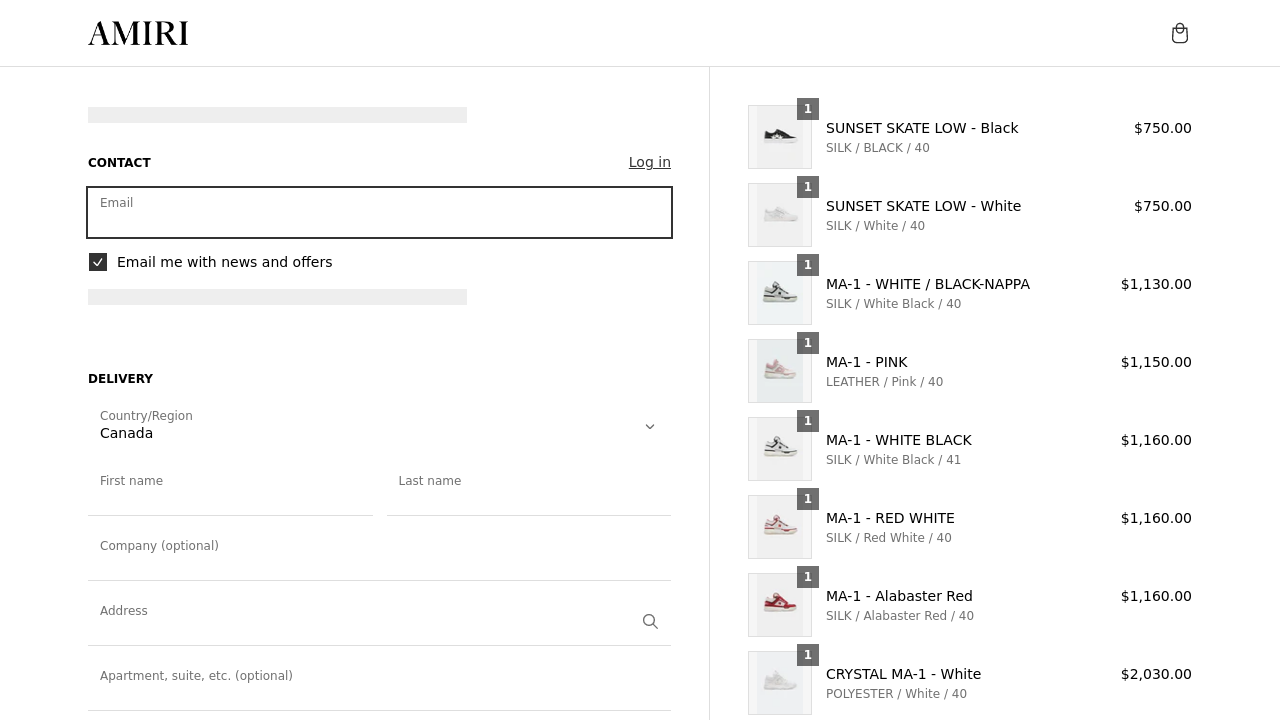 AMIRI
CONTACT
Log in
Email
Email me with news and offers
DELIVERY
Country/Region
Canada
First name
Last name
Company (optional)
Address
Apartment, suite, etc. (optional)
1
SUNSET SKATE LOW - Black
$750.00
SILK / BLACK / 40
1
SUNSET SKATE LOW - White
$750.00
SILK / White / 40
1
MA-1 - WHITE / BLACK-NAPPA
$1,130.00
SILK / White Black / 40
1
MA-1 - PINK
$1,150.00
LEATHER / Pink / 40
1
MA-1 - WHITE BLACK
$1,160.00
SILK / White Black / 41
1
MA-1 - RED WHITE
$1,160.00
SILK / Red White / 40
1
MA-1 - Alabaster Red
$1,160.00
SILK / Alabaster Red / 40
1
CRYSTAL MA-1 - White
$2,030.00
POLYESTER / White / 40